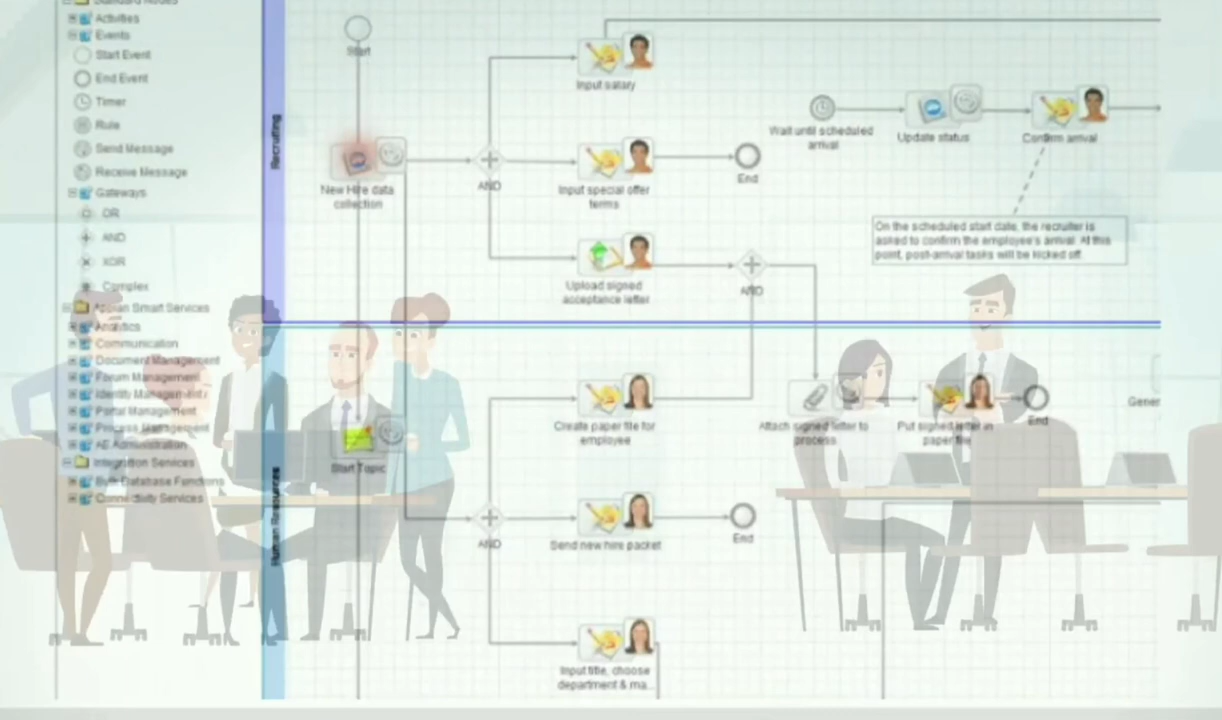 Standard Nodes
Activities
Events
Start Event
End Event
Timer
Rule
Send Message
Receive Message
Gateways
OR
AND
XOR
Complex
Appian Smart Services
Analytics
Communication
Document Management
Forum Management
Identity Management
Portal Management
Process Management
AE Administration
Integration Services
Bulk Database Functions
Connectivity Services
Recruiting
Human Resources
Start
New Hire data
collection
AND
Input salary
Input special offer
terms
End
Upload signed
acceptance letter
AND
Wait until scheduled
arrival
Update status
Confirm arrival
On the scheduled start date, the recruiter is
asked to confirm the employee's arrival. At this
point, post-arrival tasks will be kicked off.
Start Topic
AND
Create paper file for
employee
Send new hire packet
End
Input title, choose
department & ma...
Attach signed letter to
process
Put signed letter in
paper file
End
Gener